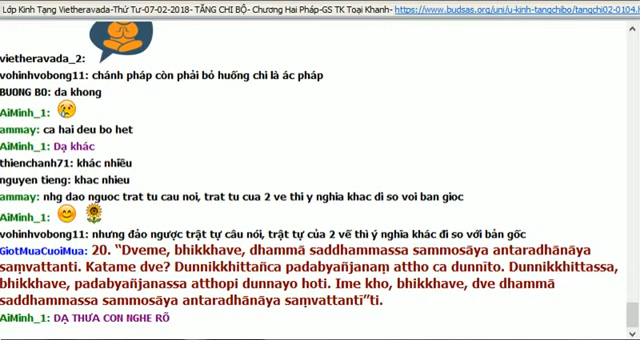 Lớp Kinh Tạng Vietheravada-Thứ Tư-07-02-2018- TĂNG CHI BỘ- Chương Hai Pháp-GS TK Toại Khanh- https://www.budsas.org/uni/u-kinh-tangchibo/tangchi02-0104.h
vietheravada_2:
vohinhvobong11: chánh pháp còn phải bỏ huống chi là ác pháp
BUONG BO: da khong
AiMinh_1:
ammay: ca hai deu bo het
AiMinh_1: Dạ khác
thienchanh71: khác nhiều
nguyen tieng: khac nhieu
ammay: nhg dao nguoc trat tu cau noi, trat tu cua 2 ve thi y nghia khac di so voi ban gioc
AiMinh_1:
vohinhvobong11: nhưng đảo ngược trật tự câu nói, trật tự của 2 vế thì ý nghĩa khác đi so với bản gốc
GiotMuaCuoiMua: 20. “Dveme, bhikkhave, dhammā saddhammassa sammosāya antaradhānāya
saṃvattanti. Katame dve? Dunnikkhittañca padabyañjanaṃ attho ca dunnīto. Dunnikkhittassa,
bhikkhave, padabyañjanassa atthopi dunnayo hoti. Ime kho, bhikkhave, dve dhammā
saddhammassa sammosāya antaradhānāya saṃvattantī”ti.
AiMinh_1: DẠ THƯA CON NGHE RÕ